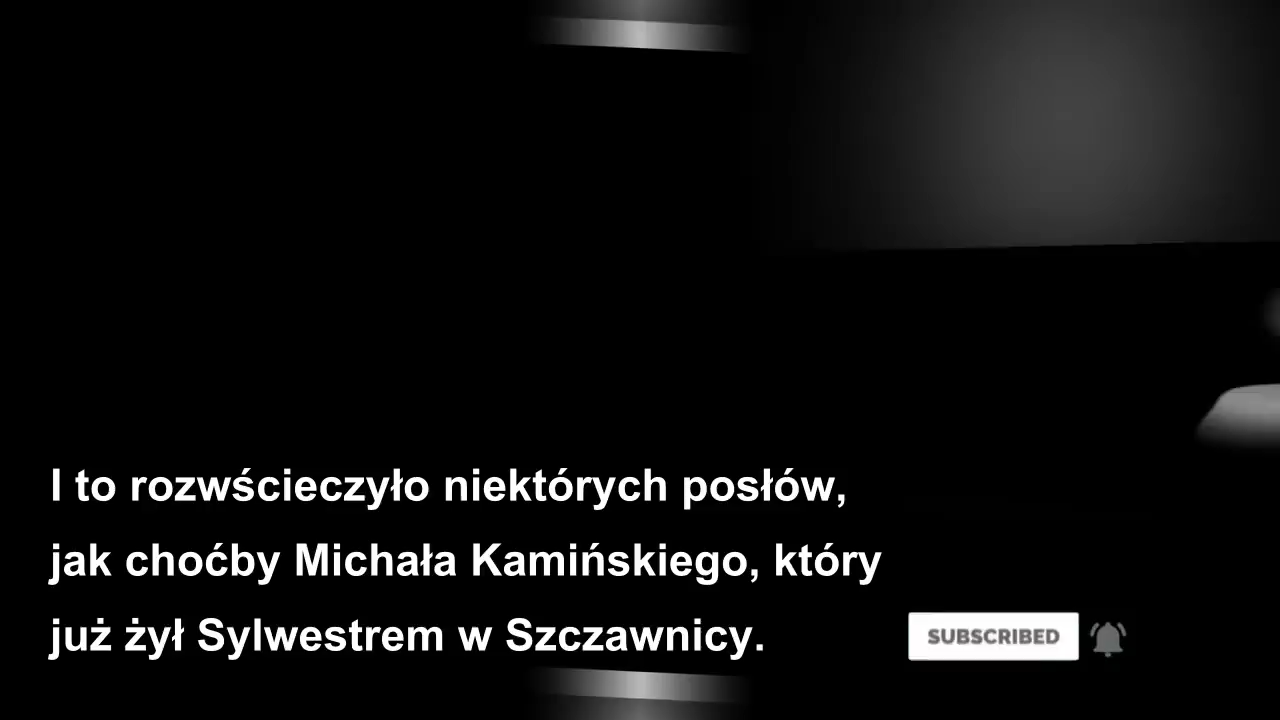 I to rozwścieczyło niektórych posłów,
jak choćby Michała Kamińskiego, który
już żył Sylwestrem w Szczawnicy.
SUBSCRIBED